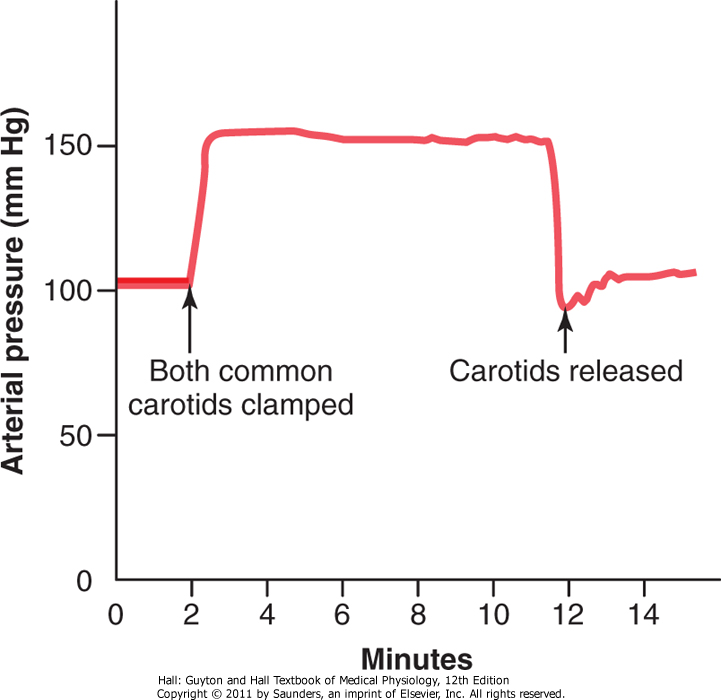 Arterial pressure (mm Hg)
150
100
50
0
Both common
carotids clamped
Carotids released
0 2 4 6 8 10 12 14
Minutes
Hall: Guyton and Hall Textbook of Medical Physiology, 12th Edition
Copyright © 2011 by Saunders, an imprint of Elsevier, Inc. All rights reserved.